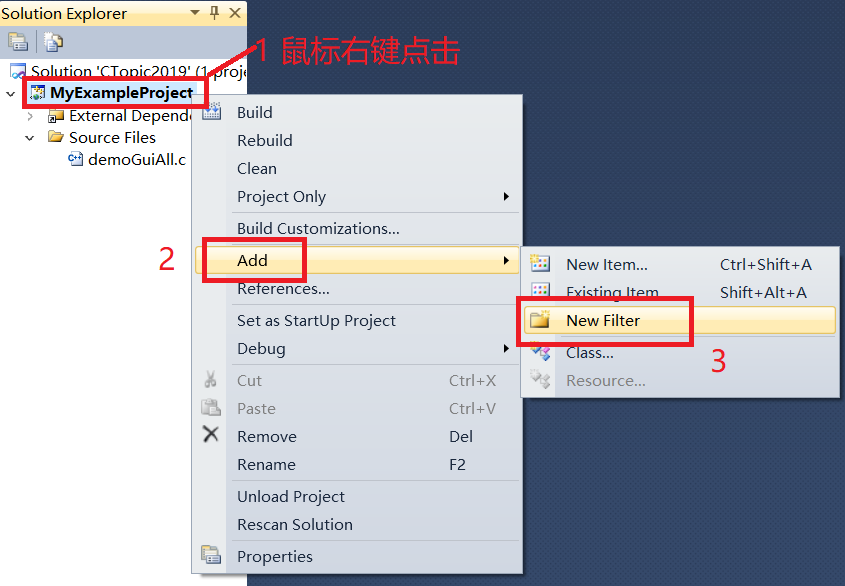 Solution Explorer
1 鼠标右键点击
Solution 'CTopic2019' (1 proje
MyExampleProject
External Depende
Source Files
demoGuiAll.c
Build
Rebuild
Clean
Project Only
Build Customizations...
2
Add
References...
Set as StartUp Project
Debug
Cut Ctrl+X
Paste Ctrl+V
Remove Del
Rename F2
Unload Project
Rescan Solution
Properties
New Item... Ctrl+Shift+A
Existing Item Shift+Alt+A
New Filter
3
Class...
Resource...